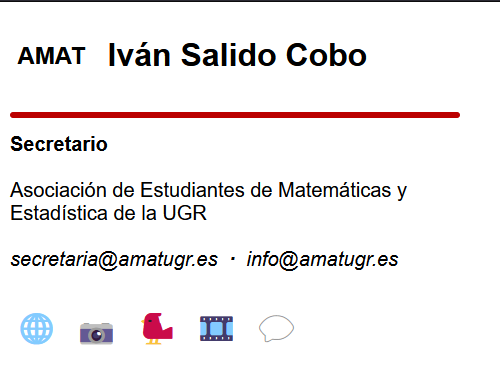 AMAT Iván Salido Cobo
Secretario
Asociación de Estudiantes de Matemáticas y
Estadística de la UGR
secretaria@amatugr.es · info@amatugr.es